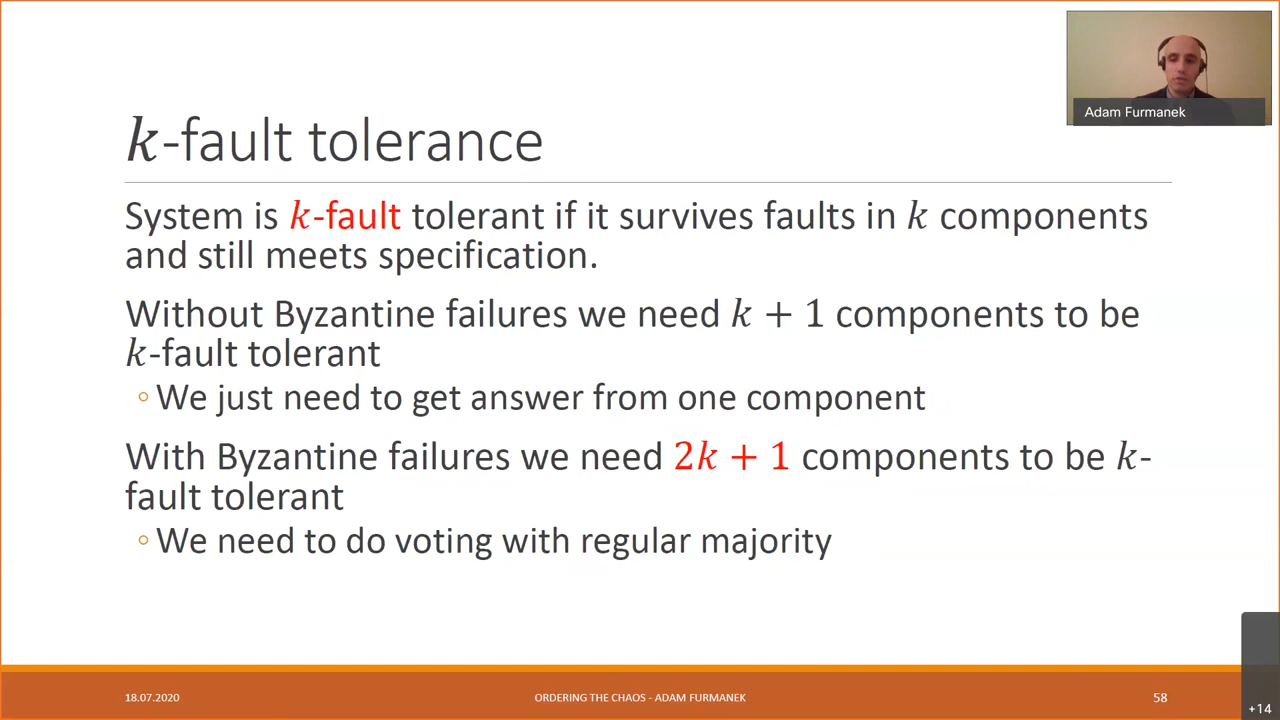 Adam Furmanek
k-fault tolerance
System is k-fault tolerant if it survives faults in k components
and still meets specification.
Without Byzantine failures we need k + 1 components to be
k-fault tolerant
◦ We just need to get answer from one component
With Byzantine failures we need 2k + 1 components to be k-
fault tolerant
◦ We need to do voting with regular majority
18.07.2020
ORDERING THE CHAOS - ADAM FURMANEK
58
+14